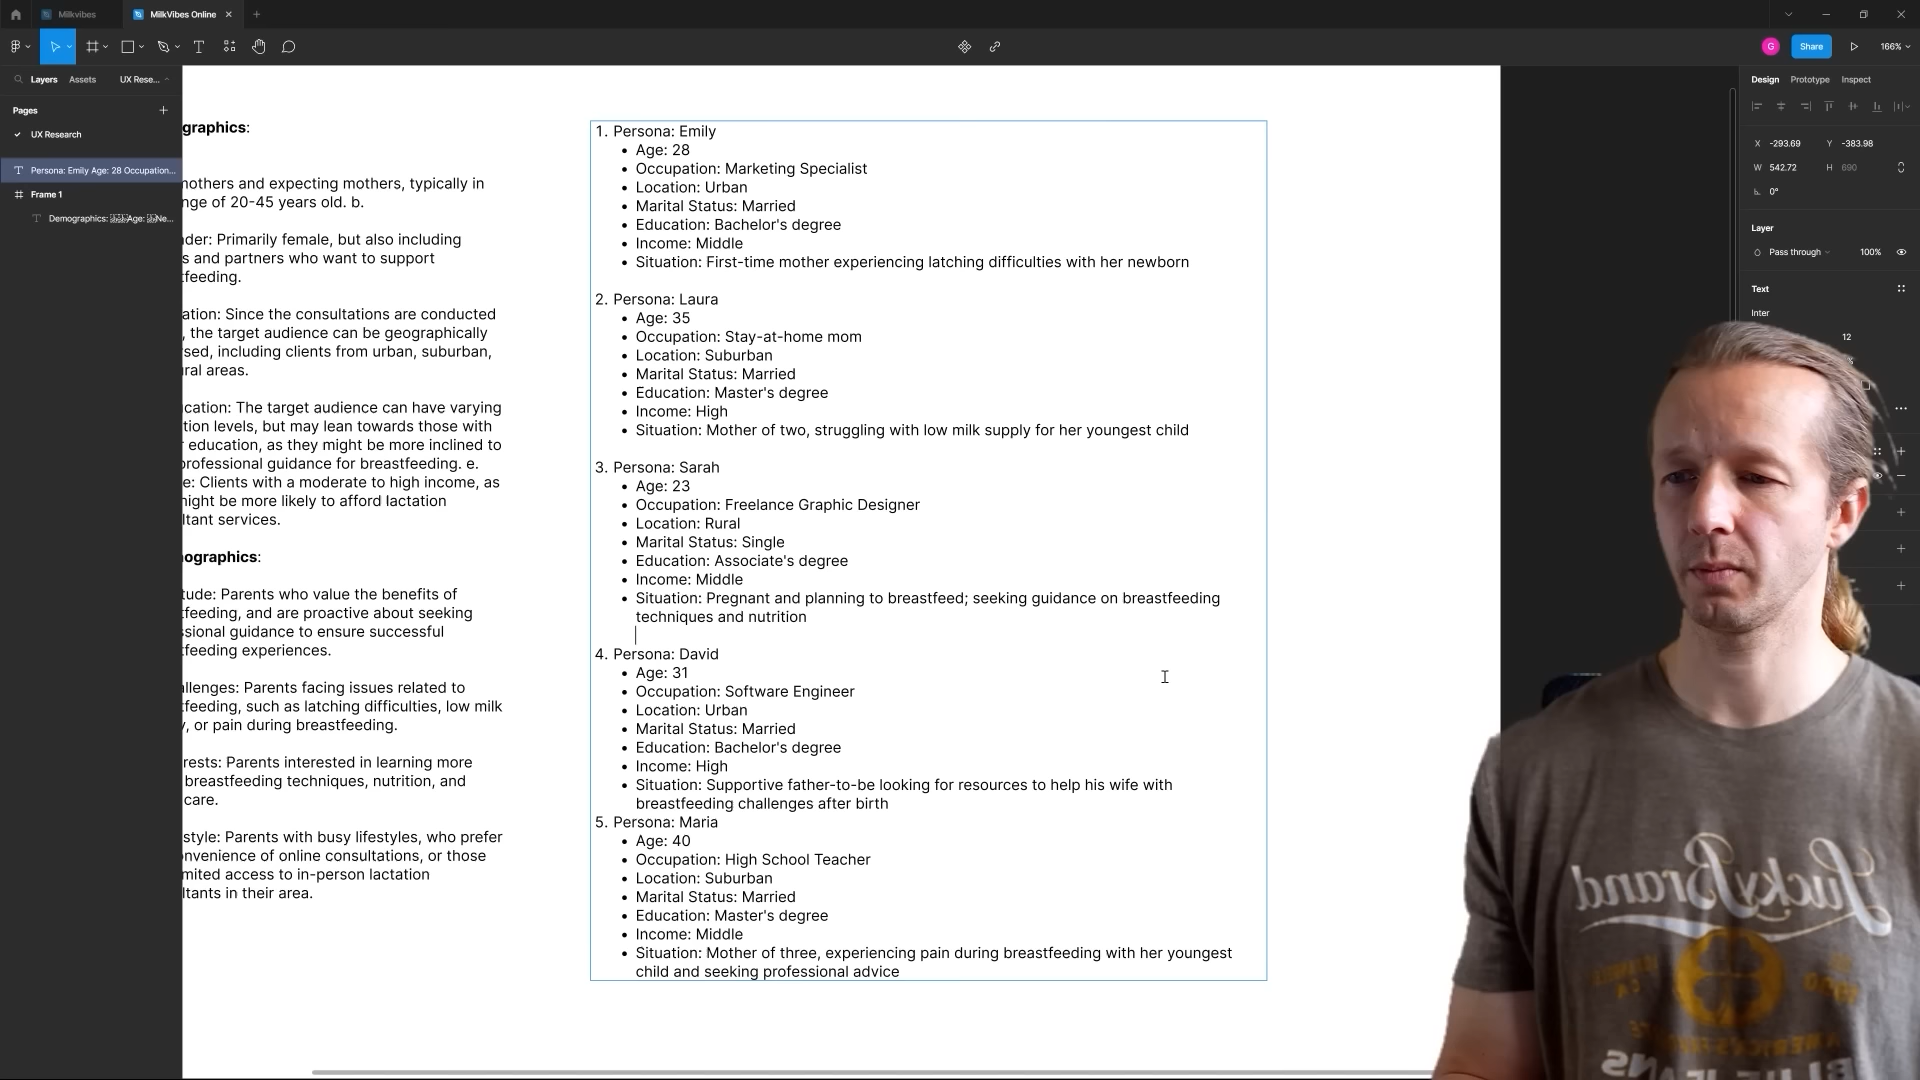 Milkvibes
MilkVibes Online
G
Share
166%
Layers
Assets
UX Rese...
Pages
UX Research
Persona: Emily Age: 28 Occupation...
Frame 1
Demographics:
Age:
Ne...
graphics:
mothers and expecting mothers, typically in
nge of 20-45 years old. b.
nder: Primarily female, but also including
s and partners who want to support
tfeeding.
ation: Since the consultations are conducted
, the target audience can be geographically
rsed, including clients from urban, suburban,
ural areas.
ucation: The target audience can have varying
tion levels, but may lean towards those with
r education, as they might be more inclined to
professional guidance for breastfeeding. e.
e: Clients with a moderate to high income, as
might be more likely to afford lactation
ltant services.
nographics:
itude: Parents who value the benefits of
tfeeding, and are proactive about seeking
ssional guidance to ensure successful
tfeeding experiences.
allenges: Parents facing issues related to
tfeeding, such as latching difficulties, low milk
y, or pain during breastfeeding.
erests: Parents interested in learning more
breastfeeding techniques, nutrition, and
care.
style: Parents with busy lifestyles, who prefer
onvenience of online consultations, or those
mited access to in-person lactation
ltants in their area.
1. Persona: Emily
• Age: 28
• Occupation: Marketing Specialist
• Location: Urban
• Marital Status: Married
• Education: Bachelor's degree
• Income: Middle
• Situation: First-time mother experiencing latching difficulties with her newborn
2. Persona: Laura
• Age: 35
• Occupation: Stay-at-home mom
• Location: Suburban
• Marital Status: Married
• Education: Master's degree
• Income: High
• Situation: Mother of two, struggling with low milk supply for her youngest child
3. Persona: Sarah
• Age: 23
• Occupation: Freelance Graphic Designer
• Location: Rural
• Marital Status: Single
• Education: Associate's degree
• Income: Middle
• Situation: Pregnant and planning to breastfeed; seeking guidance on breastfeeding
techniques and nutrition
4. Persona: David
• Age: 31
• Occupation: Software Engineer
• Location: Urban
• Marital Status: Married
• Education: Bachelor's degree
• Income: High
• Situation: Supportive father-to-be looking for resources to help his wife with
breastfeeding challenges after birth
5. Persona: Maria
• Age: 40
• Occupation: High School Teacher
• Location: Suburban
• Marital Status: Married
• Education: Master's degree
• Income: Middle
• Situation: Mother of three, experiencing pain during breastfeeding with her youngest
child and seeking professional advice
Design
Prototype
Inspect
X -293.69
Y -383.98
W 542.72
H 690
0°
Layer
Pass through
100%
Text
Inter
12
Lucky Brand